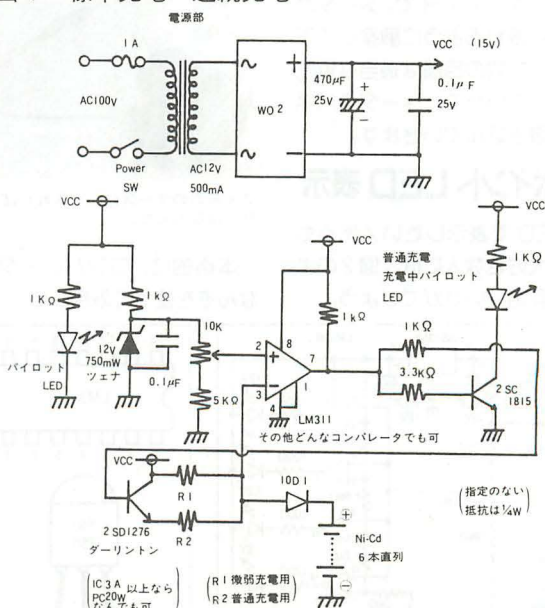 電源部
1A
AC100V
Power
SW
AC12V
500mA
WO2
470μF
25V
VCC (15v)
0.1μF
25v
VCC
1KΩ
パイロット
LED
1kΩ
12V
750mW
ツェナ
0.1μF
10K
5KΩ
VCC
1kΩ
2
8
3
7
4
1
LM311
その他どんなコンパレータでも可
普通充電
充電中パイロット
LED
VCC
1KΩ
1KΩ
3.3KΩ
2SC
1815
VCC
R1
R2
2SD1276
ダーリントン
10D1
Ni-Cd
6本直列
(指定のない
抵抗は¼W)
(IC 3A 以上なら
PC20W
なんでも可
(R1微弱充電用
R2普通充電用)